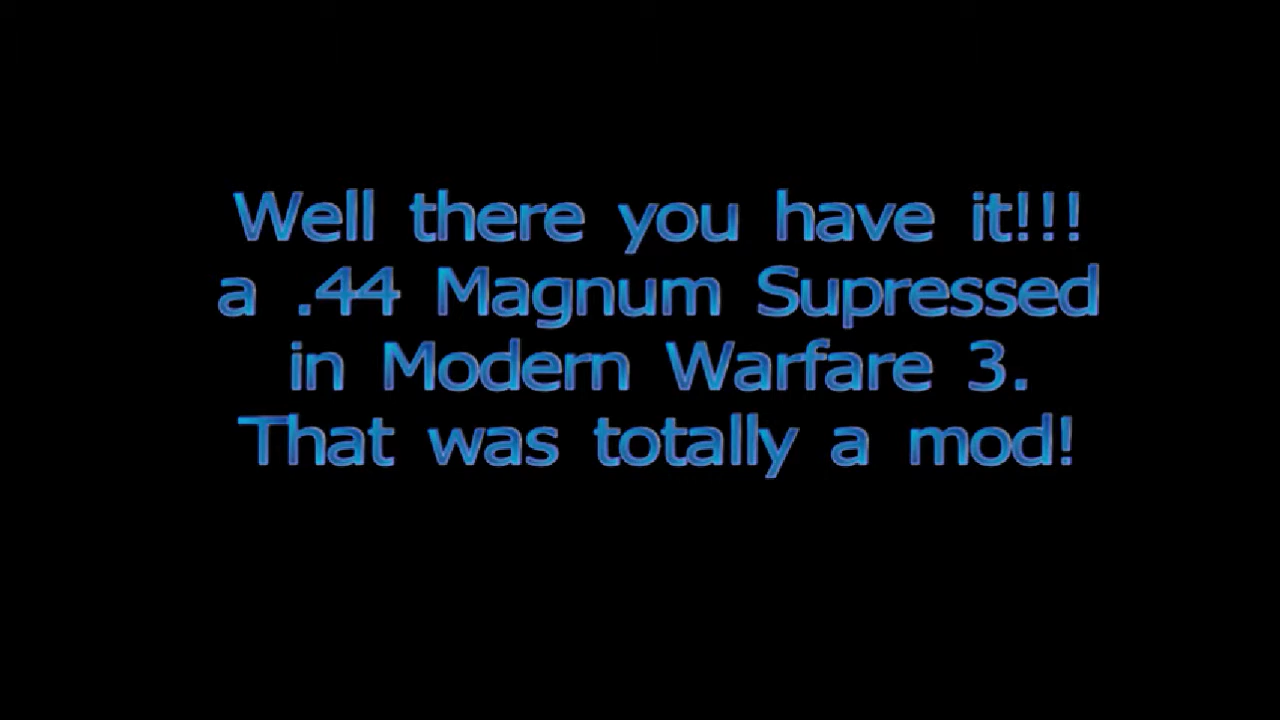 Well there you have it!!!
a .44 Magnum Supressed
in Modern Warfare 3.
That was totally a mod!